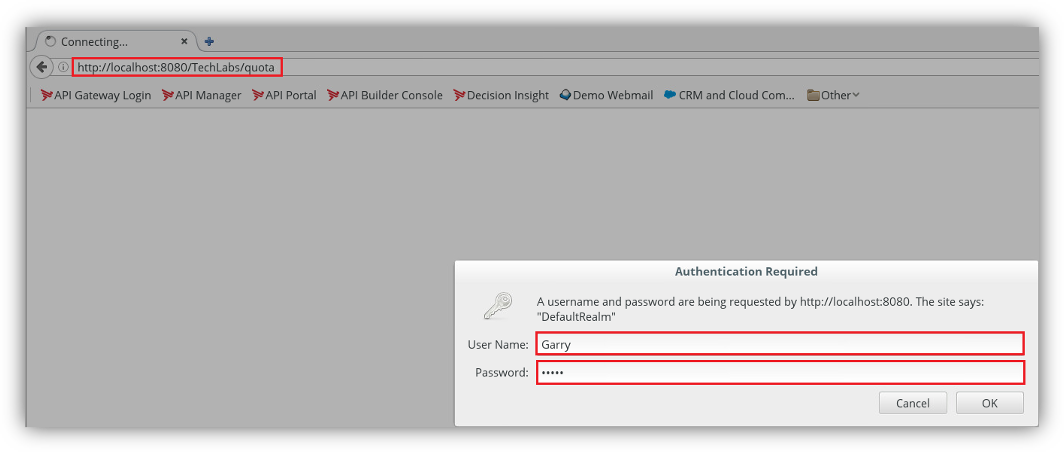 Connecting...
http://localhost:8080/TechLabs/quota
API Gateway Login API Manager API Portal API Builder Console Decision Insight Demo Webmail CRM and Cloud Com... Other
Authentication Required
A username and password are being requested by http://localhost:8080. The site says:
"DefaultRealm"
User Name: Garry
Password: •••••
Cancel OK